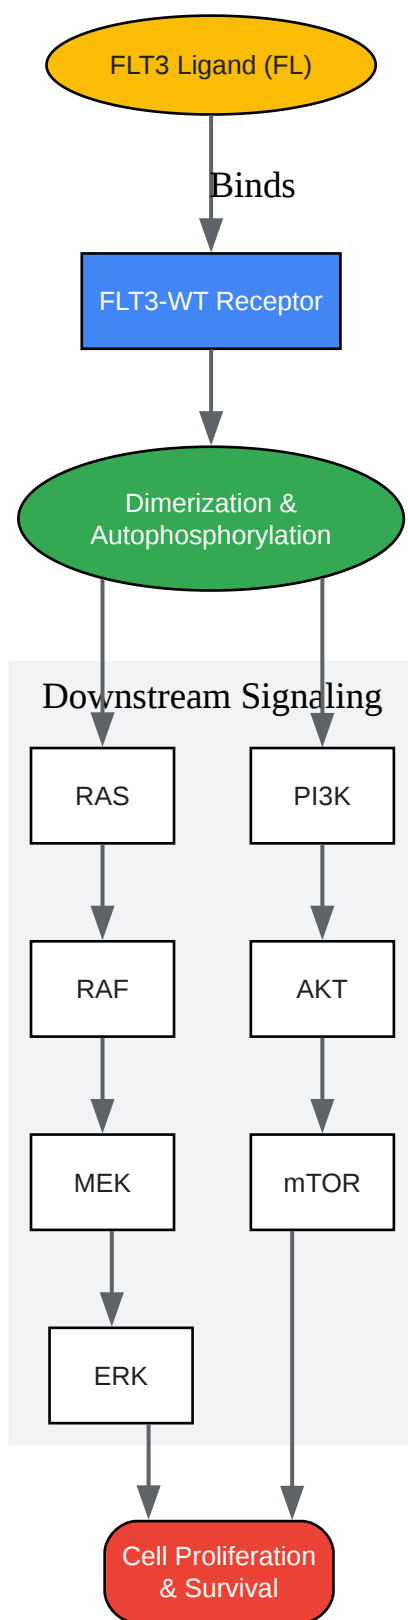 FLT3 Ligand (FL)
Binds
FLT3-WT Receptor
Dimerization &
Autophosphorylation
Downstream Signaling
RAS
PI3K
RAF
AKT
MEK
mTOR
ERK
Cell Proliferation
& Survival